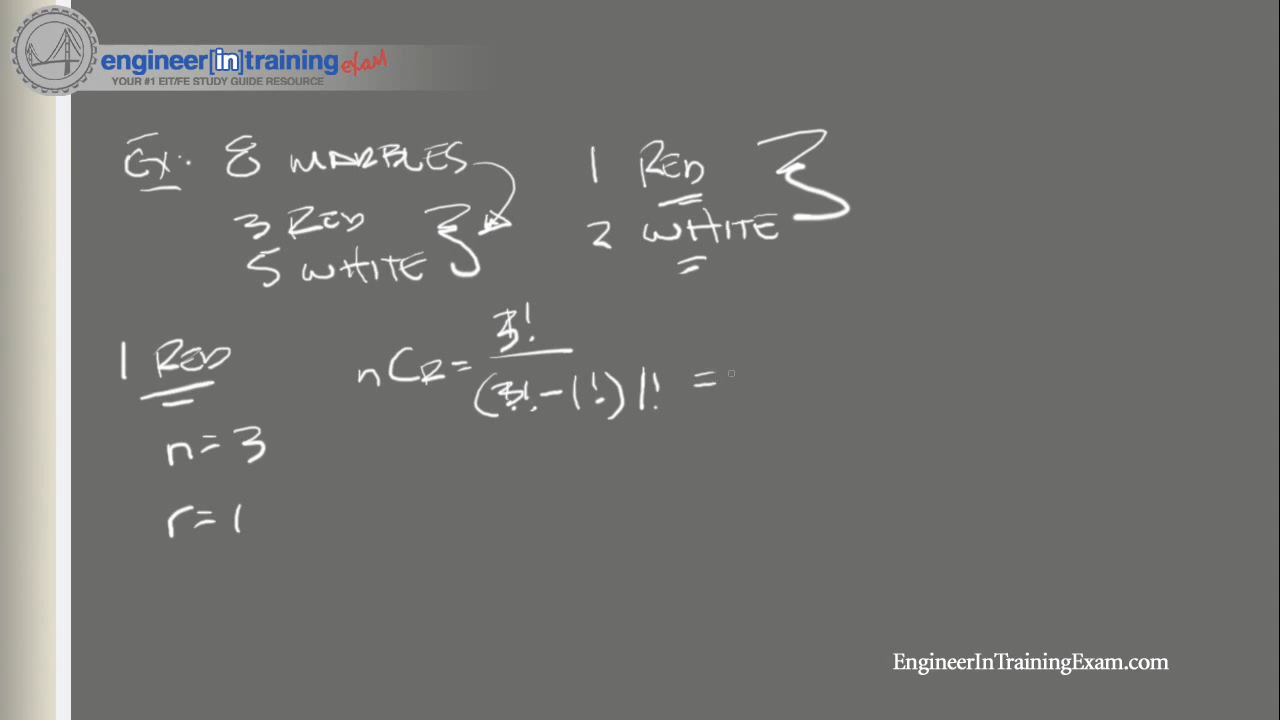 engineer[in]training exam
YOUR #1 EIT/FE STUDY GUIDE RESOURCE
Ex: 8 MARBLES
3 RED
5 WHITE
1 RED
2 WHITE
1 RED
n = 3
r = 1
nCR = 3! / (3! - 1!) 1! =
EngineerInTrainingExam.com